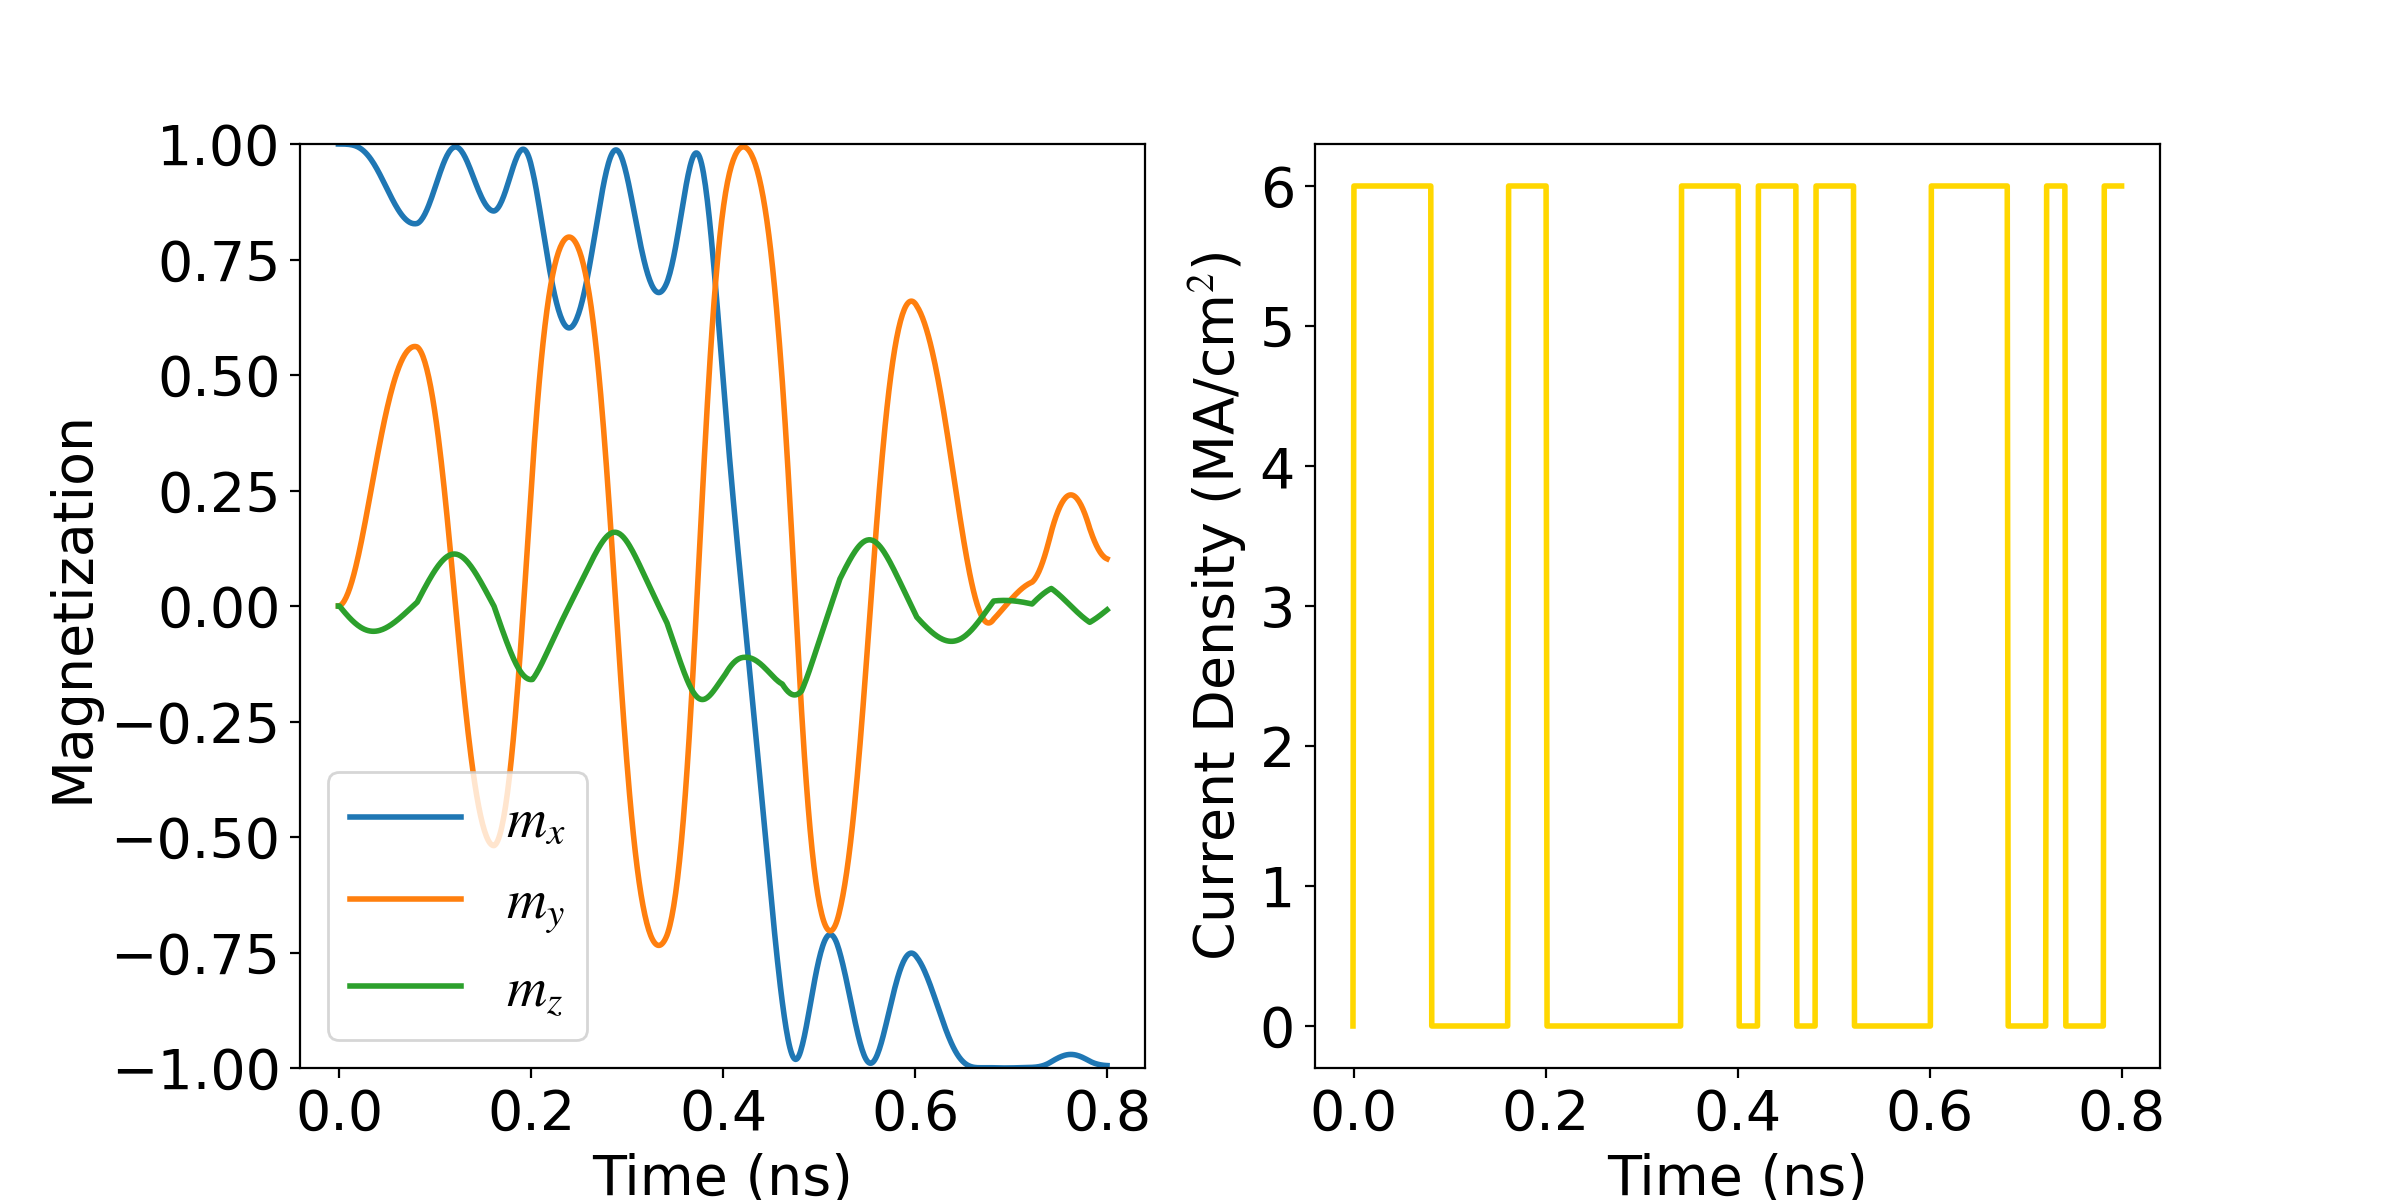 Magnetization
1.00
0.75
0.50
0.25
0.00
−0.25
−0.50
−0.75
−1.00
m_x
m_y
m_z
0.0 0.2 0.4 0.6 0.8
Time (ns)
Current Density (MA/cm²)
6
5
4
3
2
1
0
0.0 0.2 0.4 0.6 0.8
Time (ns)